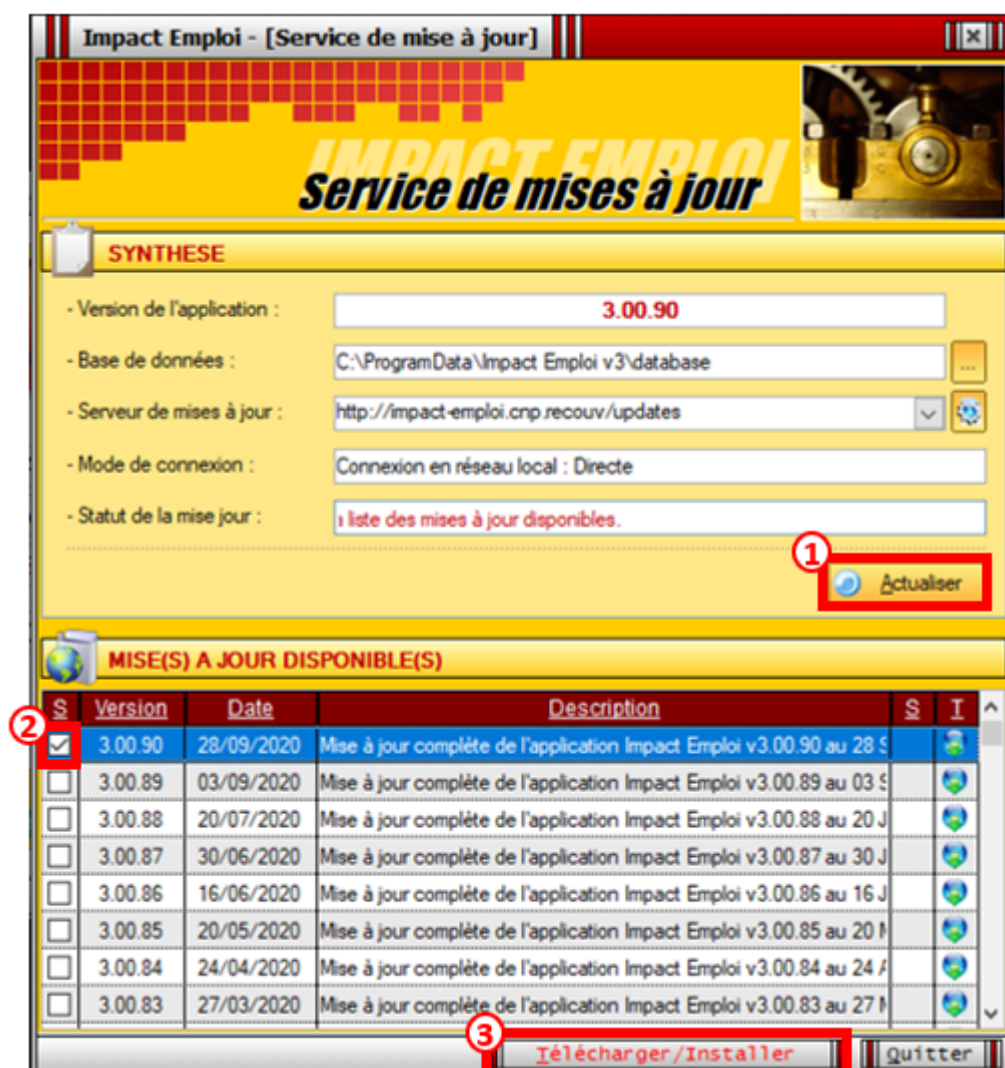 Impact Emploi - [Service de mise à jour]
IMPACT EMPLOI
Service de mises à jour
SYNTHESE
- Version de l'application : 3.00.90
- Base de données : C:\ProgramData\Impact Emploi v3\database ...
- Serveur de mises à jour : http://impact-emploi.cnp.recouv/updates
- Mode de connexion : Connexion en réseau local : Directe
- Statut de la mise jour : liste des mises à jour disponibles.
1
Actualiser
MISE(S) A JOUR DISPONIBLE(S)
S Version Date Description S T
2
3.00.90 28/09/2020 Mise à jour complète de l'application Impact Emploi v3.00.90 au 28 S
3.00.89 03/09/2020 Mise à jour complète de l'application Impact Emploi v3.00.89 au 03 S
3.00.88 20/07/2020 Mise à jour complète de l'application Impact Emploi v3.00.88 au 20 J
3.00.87 30/06/2020 Mise à jour complète de l'application Impact Emploi v3.00.87 au 30 J
3.00.86 16/06/2020 Mise à jour complète de l'application Impact Emploi v3.00.86 au 16 J
3.00.85 20/05/2020 Mise à jour complète de l'application Impact Emploi v3.00.85 au 20
3.00.84 24/04/2020 Mise à jour complète de l'application Impact Emploi v3.00.84 au 24
3.00.83 27/03/2020 Mise à jour complète de l'application Impact Emploi v3.00.83 au 27
3
Télécharger/Installer Quitter